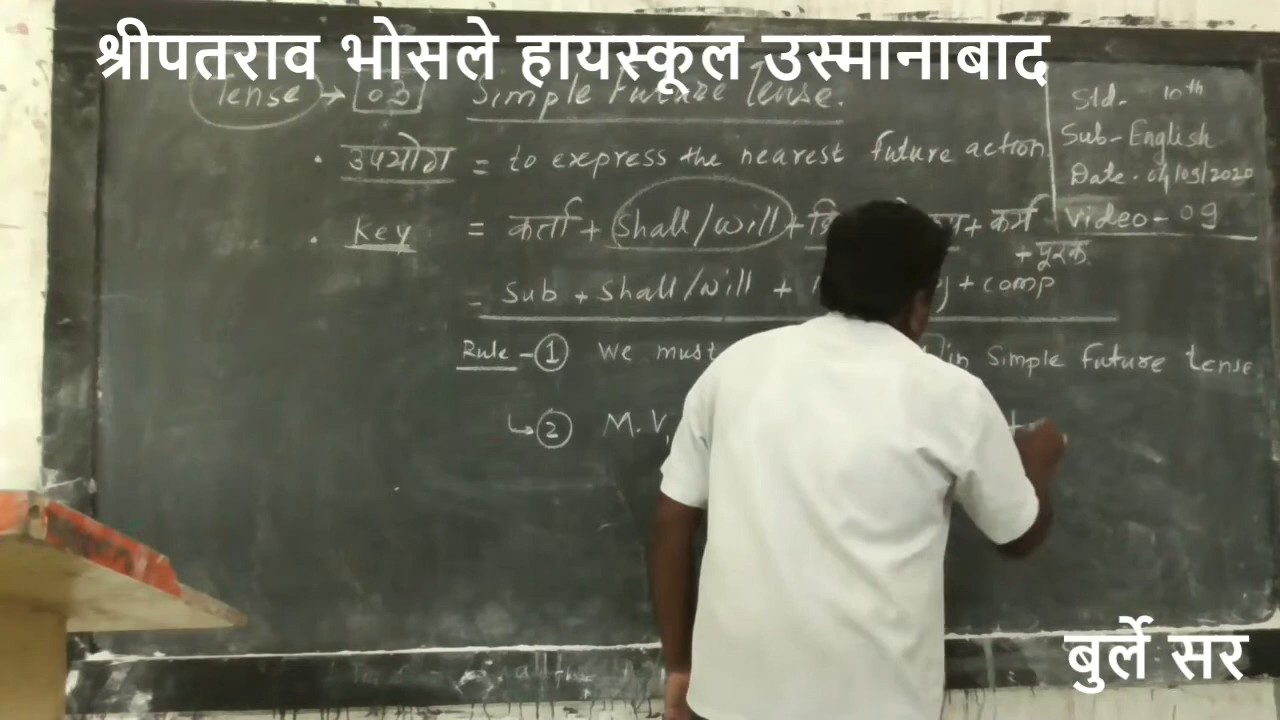 श्रीपतराव भोसले हायस्कूल उस्मानाबाद
Tense → 03 Simple Future Tense.
Std. 10th
Sub - English
Date. 01/09/2020
Video - 09
• उपयोग = to express the nearest future action
• Key = कर्ता + shall/will + + कर्म
+ पुरक
= Sub + shall/will + + comp
Rule - 1 We must in Simple Future tense
↳ 2 M.V.
बुर्ले सर